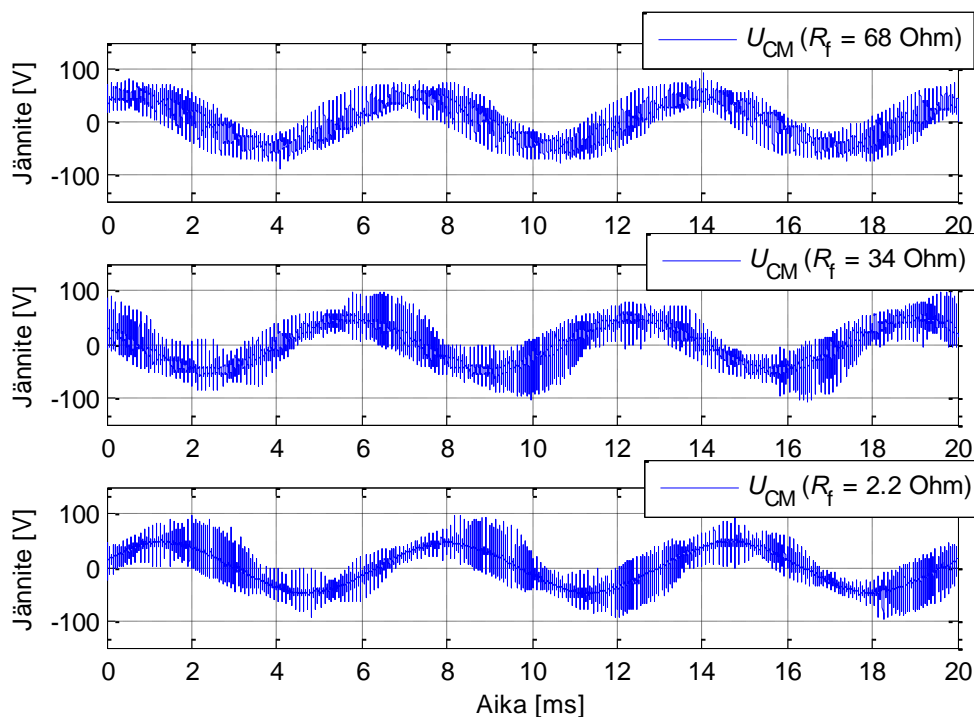 U_CM (R_f = 68 Ohm)
Jännite [V]
100
0
-100
0 2 4 6 8 10 12 14 16 18 20
U_CM (R_f = 34 Ohm)
Jännite [V]
100
0
-100
0 2 4 6 8 10 12 14 16 18 20
U_CM (R_f = 2.2 Ohm)
Jännite [V]
100
0
-100
0 2 4 6 8 10 12 14 16 18 20
Aika [ms]